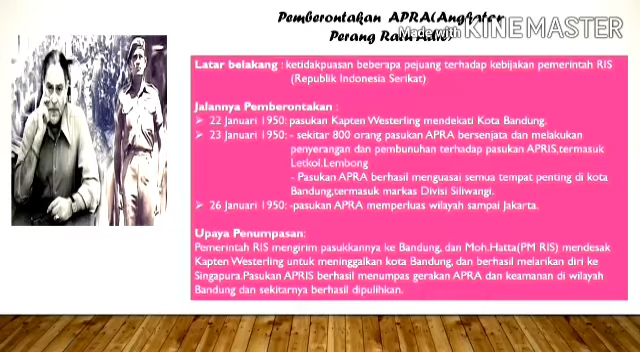 Pemberontakan APRA(Angkatan
Made with KINEMASTER
Perang Ratu Adil)
Latar belakang : ketidakpuasan beberapa pejuang terhadap kebijakan pemerintah RIS
(Republik Indonesia Serikat)
Jalannya Pemberontakan :
➢ 22 Januari 1950: pasukan Kapten Westerling mendekati Kota Bandung.
➢ 23 Januari 1950: - sekitar 800 orang pasukan APRA bersenjata dan melakukan
penyerangan dan pembunuhan terhadap pasukan APRIS,termasuk
Letkol.Lembong
- Pasukan APRA berhasil menguasai semua tempat penting di kota
Bandung,termasuk markas Divisi Siliwangi.
➢ 26 Januari 1950: -pasukan APRA memperluas wilayah sampai Jakarta.
Upaya Penumpasan:
Pemerintah RIS mengirim pasukkannya ke Bandung, dan Moh.Hatta(PM RIS) mendesak
Kapten Westerling untuk meninggalkan kota Bandung, dan berhasil melarikan diri ke
Singapura.Pasukan APRIS berhasil menumpas gerakan APRA dan keamanan di wilayah
Bandung dan sekitarnya berhasil dipulihkan.